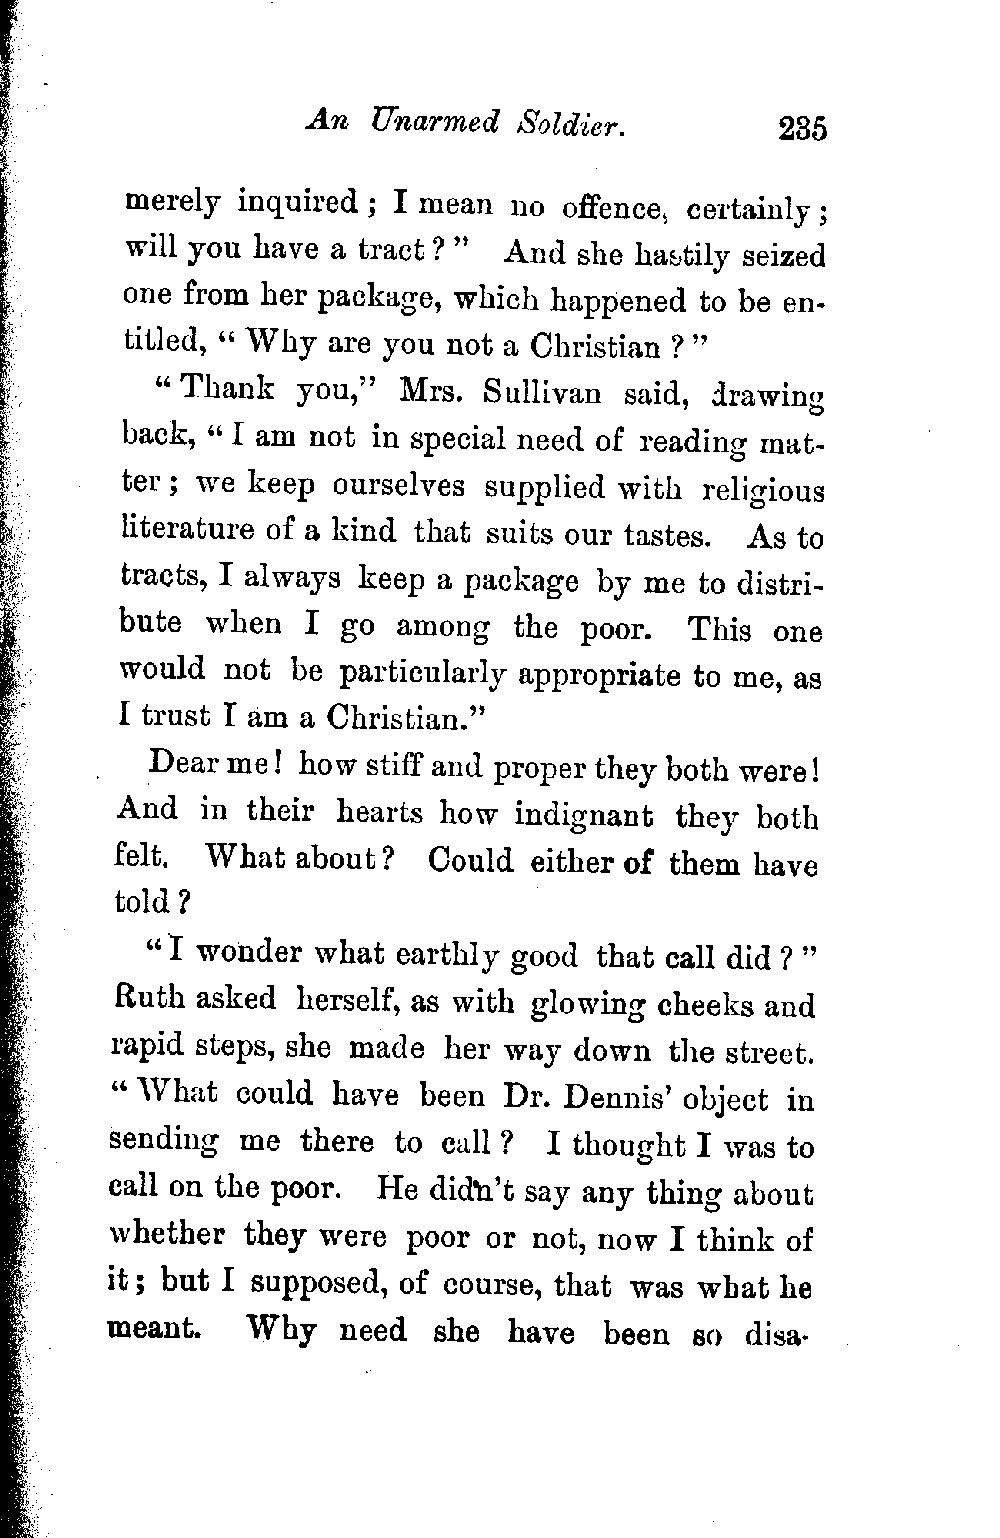 An Unarmed Soldier. 235
merely inquired; I mean no offence, certainly;
will you have a tract?” And she hastily seized
one from her package, which happened to be en-
titled, “Why are you not a Christian?”
“Thank you,” Mrs. Sullivan said, drawing
back, “I am not in special need of reading mat-
ter; we keep ourselves supplied with religious
literature of a kind that suits our tastes. As to
tracts, I always keep a package by me to distri-
bute when I go among the poor. This one
would not be particularly appropriate to me, as
I trust I am a Christian.”
Dear me! how stiff and proper they both were!
And in their hearts how indignant they both
felt. What about? Could either of them have
told?
“I wonder what earthly good that call did?”
Ruth asked herself, as with glowing cheeks and
rapid steps, she made her way down the street.
“What could have been Dr. Dennis’ object in
sending me there to call? I thought I was to
call on the poor. He didn’t say any thing about
whether they were poor or not, now I think of
it; but I supposed, of course, that was what he
meant. Why need she have been so disa-